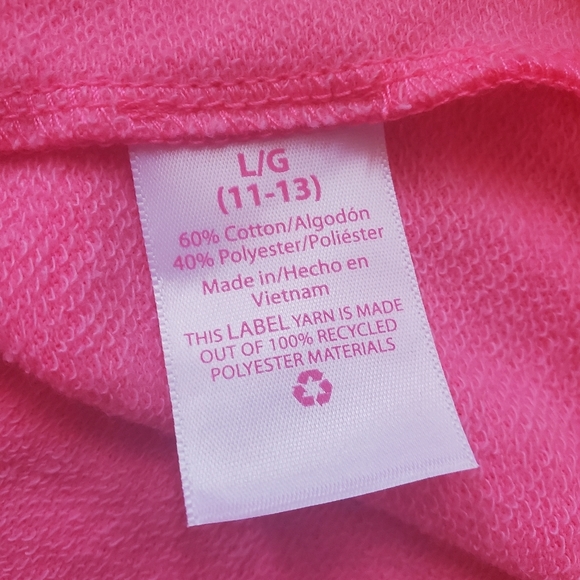 L/G
(11-13)
60% Cotton/Algodón
40% Polyester/Poliéster
Made in/Hecho en
Vietnam
THIS LABEL YARN IS MADE
OUT OF 100% RECYCLED
POLYESTER MATERIALS